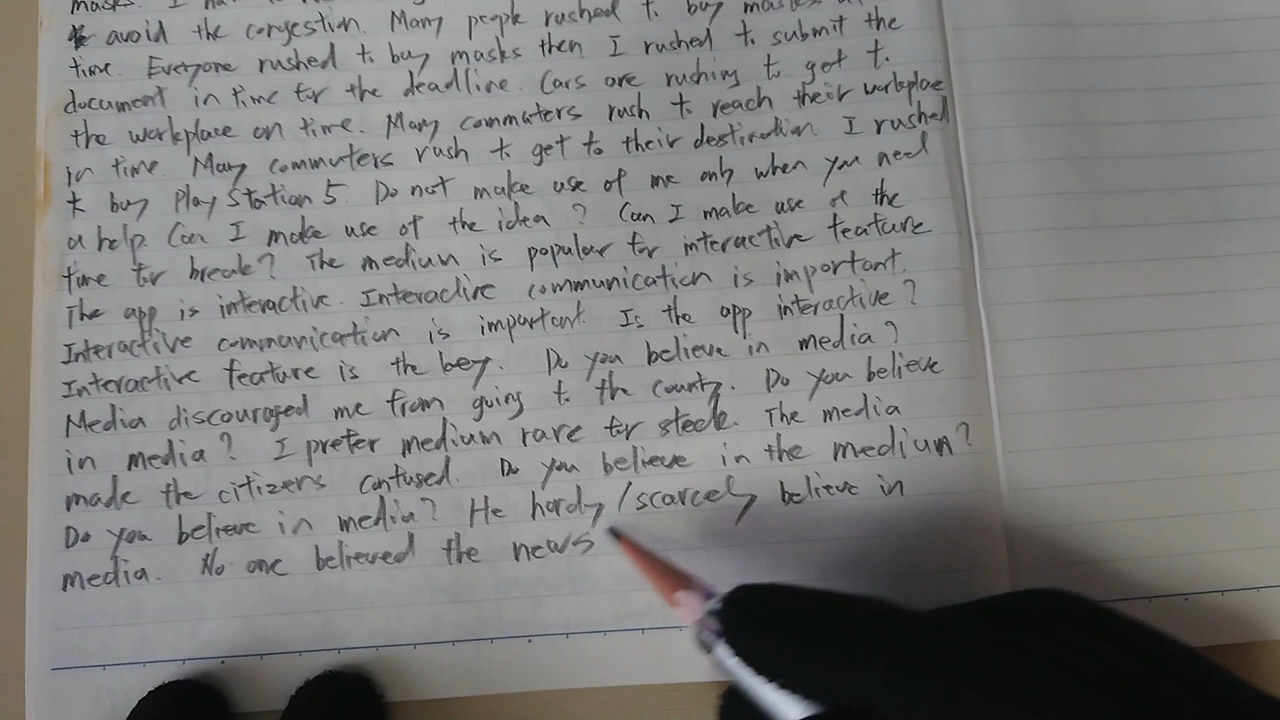 masks. I
avoid the congestion. Many people rushed to buy masks
time. Everyone rushed to buy masks then I rushed to submit the
document in time for the deadline. Cars are rushing to get to
the workplace on time. Many commuters rush to reach their workplace
in time. Many commuters rush to get to their destination. I rushed
to buy Play Station 5. Do not make use of me only when you need
a help. Can I make use of the idea? Can I make use of the
time for break? The medium is popular for interactive feature
The app is interactive. Interactive communication is important.
Interactive communication is important. Is the app interactive?
Interactive feature is the key. Do you believe in media?
Media discouraged me from going to the country. Do you believe
in media? I prefer medium rare for steak. The media
made the citizens confused. Do you believe in the medium?
Do you believe in media? He hardly/scarcely believe in
media. No one believed the news